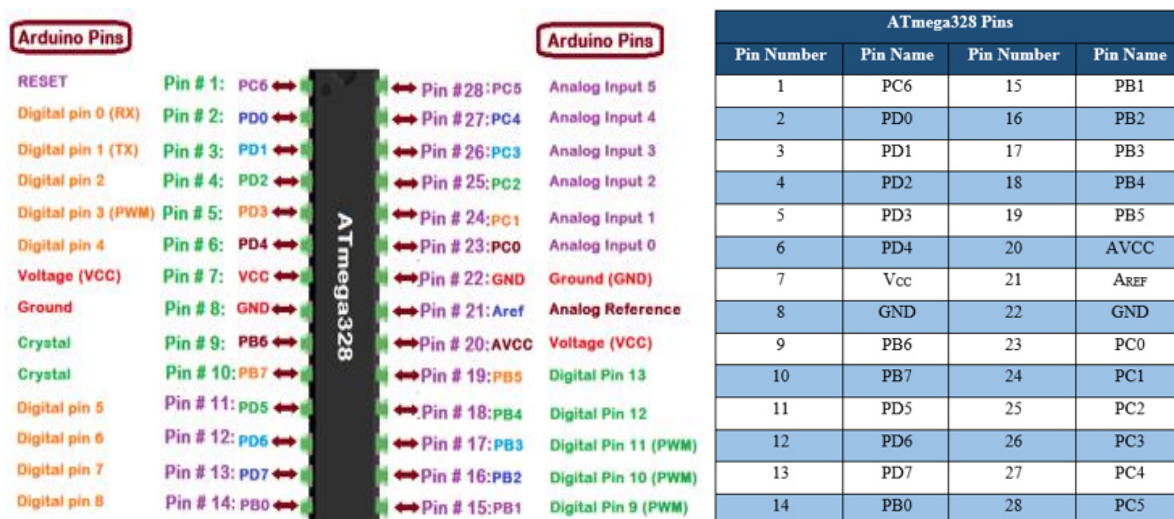 Arduino Pins
RESET Pin # 1: PC6
Digital pin 0 (RX) Pin # 2: PD0
Digital pin 1 (TX) Pin # 3: PD1
Digital pin 2 Pin # 4: PD2
Digital pin 3 (PWM) Pin # 5: PD3
Digital pin 4 Pin # 6: PD4
Voltage (VCC) Pin # 7: VCC
Ground Pin # 8: GND
Crystal Pin # 9: PB6
Crystal Pin # 10: PB7
Digital pin 5 Pin # 11: PD5
Digital pin 6 Pin # 12: PD6
Digital pin 7 Pin # 13: PD7
Digital pin 8 Pin # 14: PB0
ATmega328
Arduino Pins
Pin #28:PC5 Analog Input 5
Pin #27:PC4 Analog Input 4
Pin #26:PC3 Analog Input 3
Pin #25:PC2 Analog Input 2
Pin # 24:PC1 Analog Input 1
Pin #23:PC0 Analog Input 0
Pin # 22:GND Ground (GND)
Pin # 21:Aref Analog Reference
Pin # 20:AVCC Voltage (VCC)
Pin # 19:PB5 Digital Pin 13
Pin # 18:PB4 Digital Pin 12
Pin # 17:PB3 Digital Pin 11 (PWM)
Pin # 16:PB2 Digital Pin 10 (PWM)
Pin # 15:PB1 Digital Pin 9 (PWM)
ATmega328 Pins
Pin Number Pin Name Pin Number Pin Name
1 PC6 15 PB1
2 PD0 16 PB2
3 PD1 17 PB3
4 PD2 18 PB4
5 PD3 19 PB5
6 PD4 20 AVCC
7 VCC 21 AREF
8 GND 22 GND
9 PB6 23 PC0
10 PB7 24 PC1
11 PD5 25 PC2
12 PD6 26 PC3
13 PD7 27 PC4
14 PB0 28 PC5